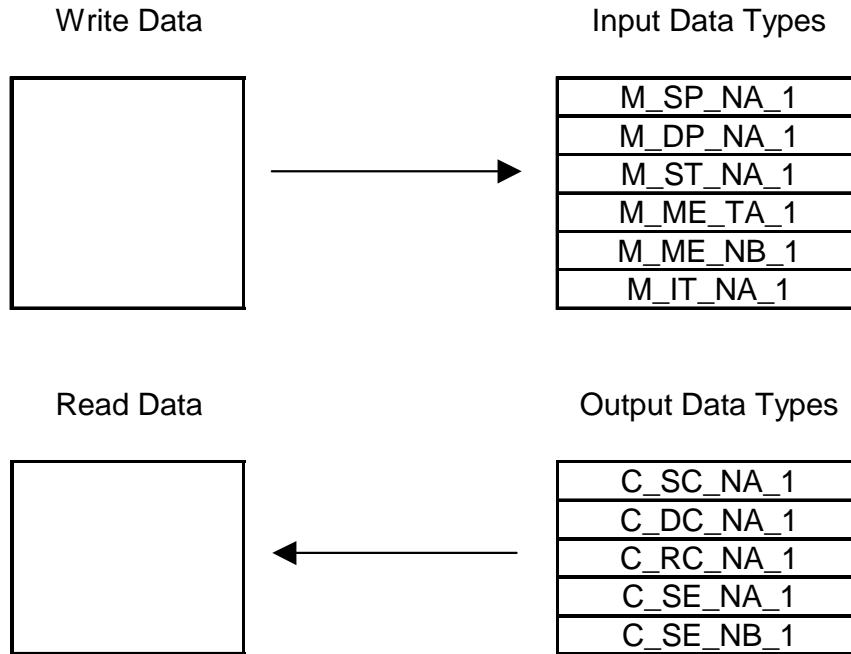 Write Data
Input Data Types
M_SP_NA_1
M_DP_NA_1
M_ST_NA_1
M_ME_TA_1
M_ME_NB_1
M_IT_NA_1
Read Data
Output Data Types
C_SC_NA_1
C_DC_NA_1
C_RC_NA_1
C_SE_NA_1
C_SE_NB_1